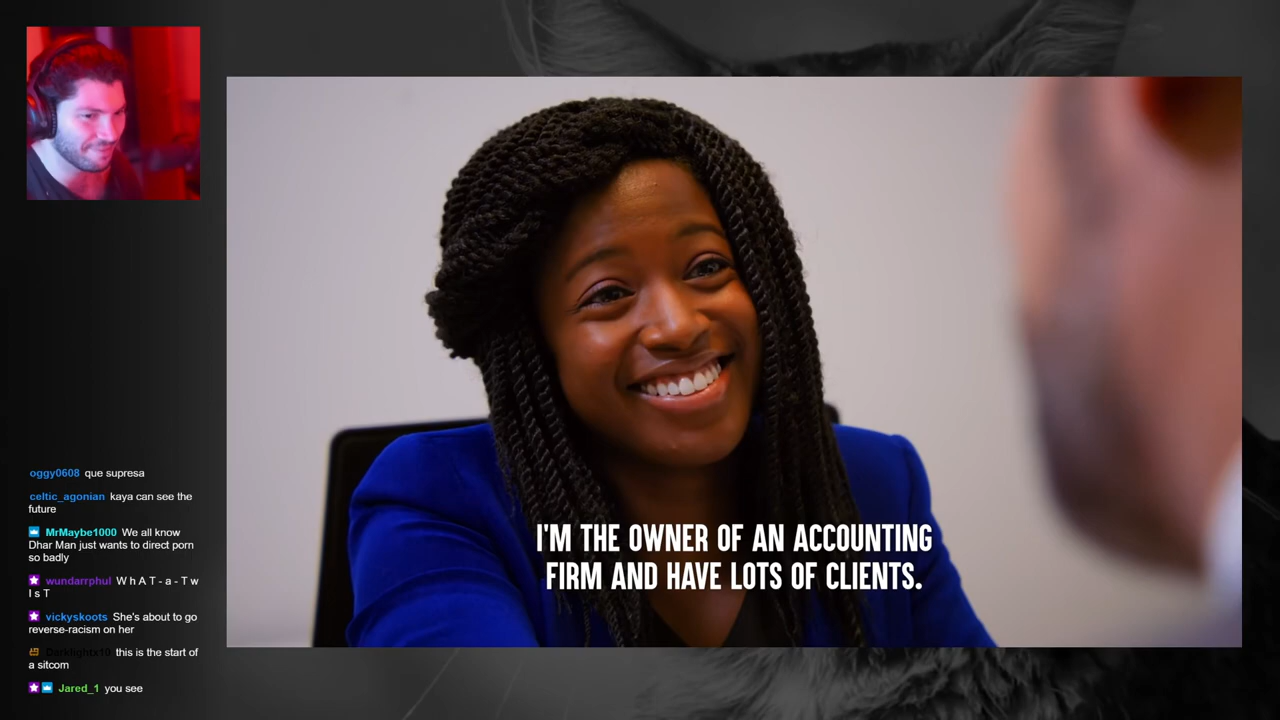 oggy0608 que supresa
celtic_agonian kaya can see the
future
MrMaybe1000 We all know
Dhar Man just wants to direct porn
so badly
wundarrphul W h A T - a - T w
I s T
vickyskoots She's about to go
reverse-racism on her
Darklightx10 this is the start of
a sitcom
Jared_1 you see
I'M THE OWNER OF AN ACCOUNTING
FIRM AND HAVE LOTS OF CLIENTS.